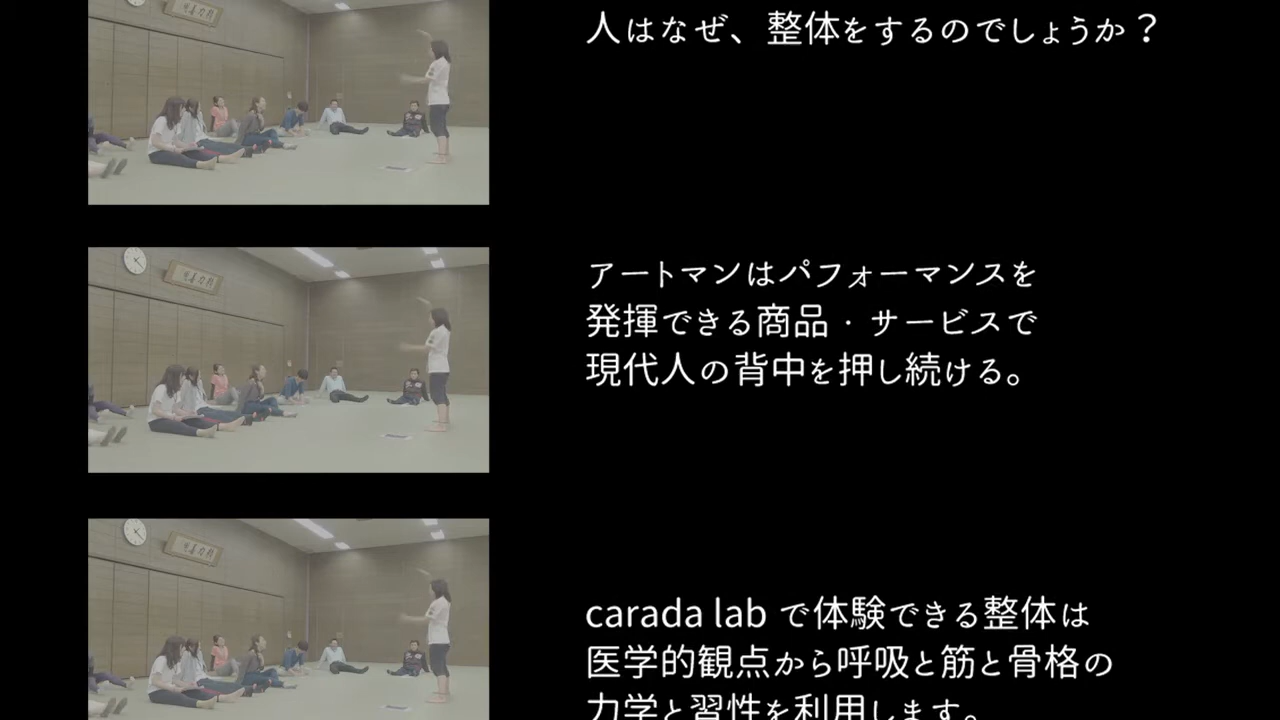 人はなぜ、整体をするのでしょうか？
アートマンはパフォーマンスを
発揮できる商品・サービスで
現代人の背中を押し続ける。
carada lab で体験できる整体は
医学的観点から呼吸と筋と骨格の
力学と習性を利用します。